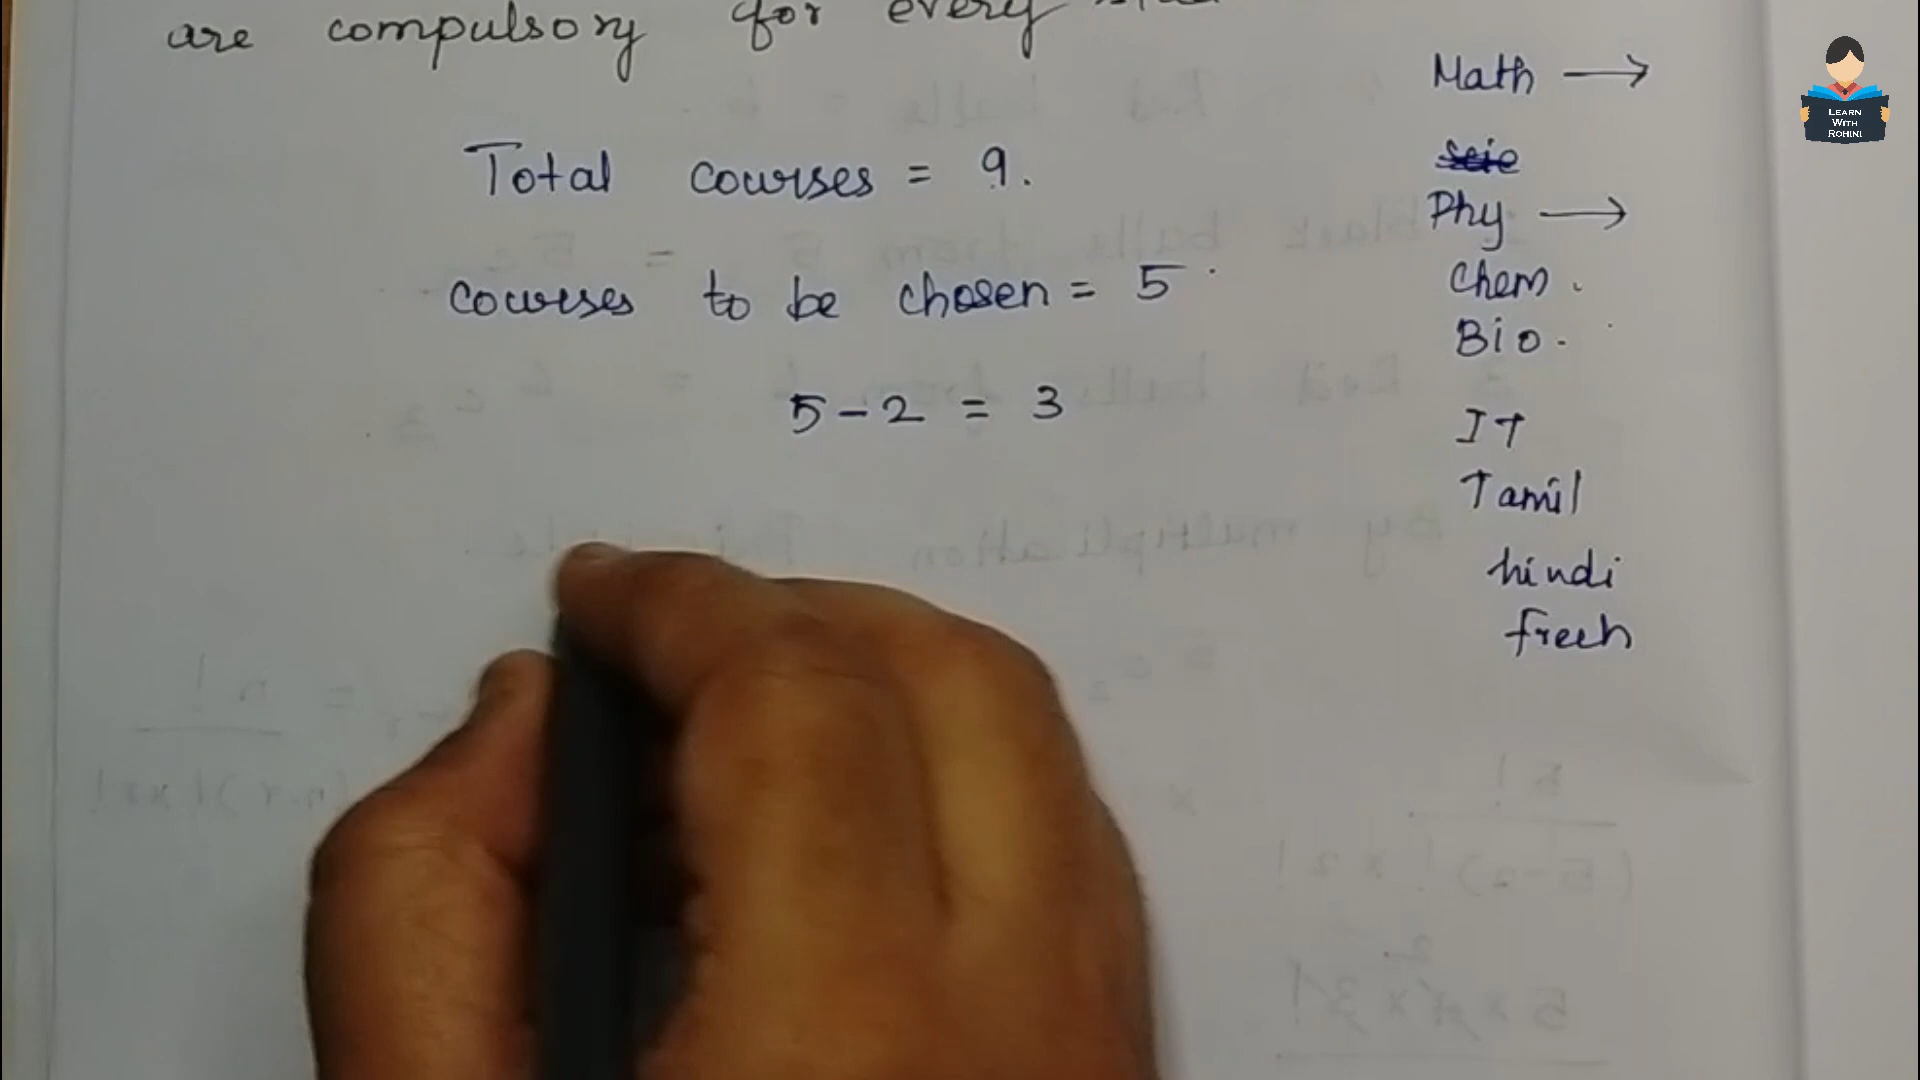 are compulsory for every
Total courses = 9.
courses to be chosen = 5
5 - 2 = 3
Math →
Phy →
Chem.
Bio.
IT
Tamil
hindi
frech
LEARN
WITH
ROHINI